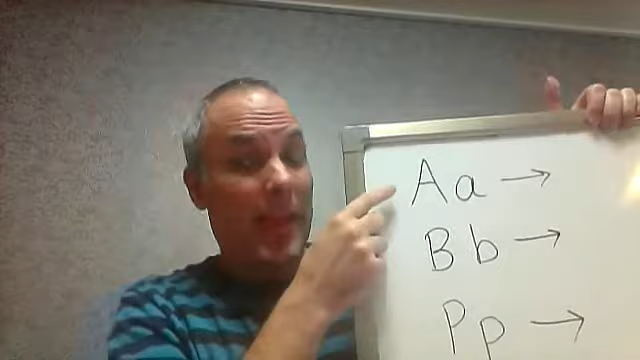 Aa →
Bb →
Pp →